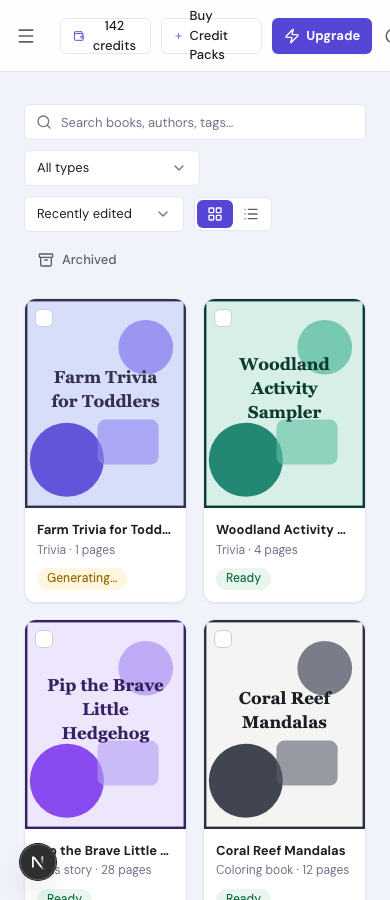 142
credits
Buy
Credit
Packs
Upgrade
Search books, authors, tags...
All types
Recently edited
Archived
Farm Trivia
for Toddlers
Woodland
Activity
Sampler
Farm Trivia for Todd...
Trivia · 1 pages
Generating...
Woodland Activity ...
Trivia · 4 pages
Ready
Pip the Brave
Little
Hedgehog
Coral Reef
Mandalas
the Brave Little ...
story · 28 pages
Ready
Coral Reef Mandalas
Coloring book · 12 pages
Ready
N